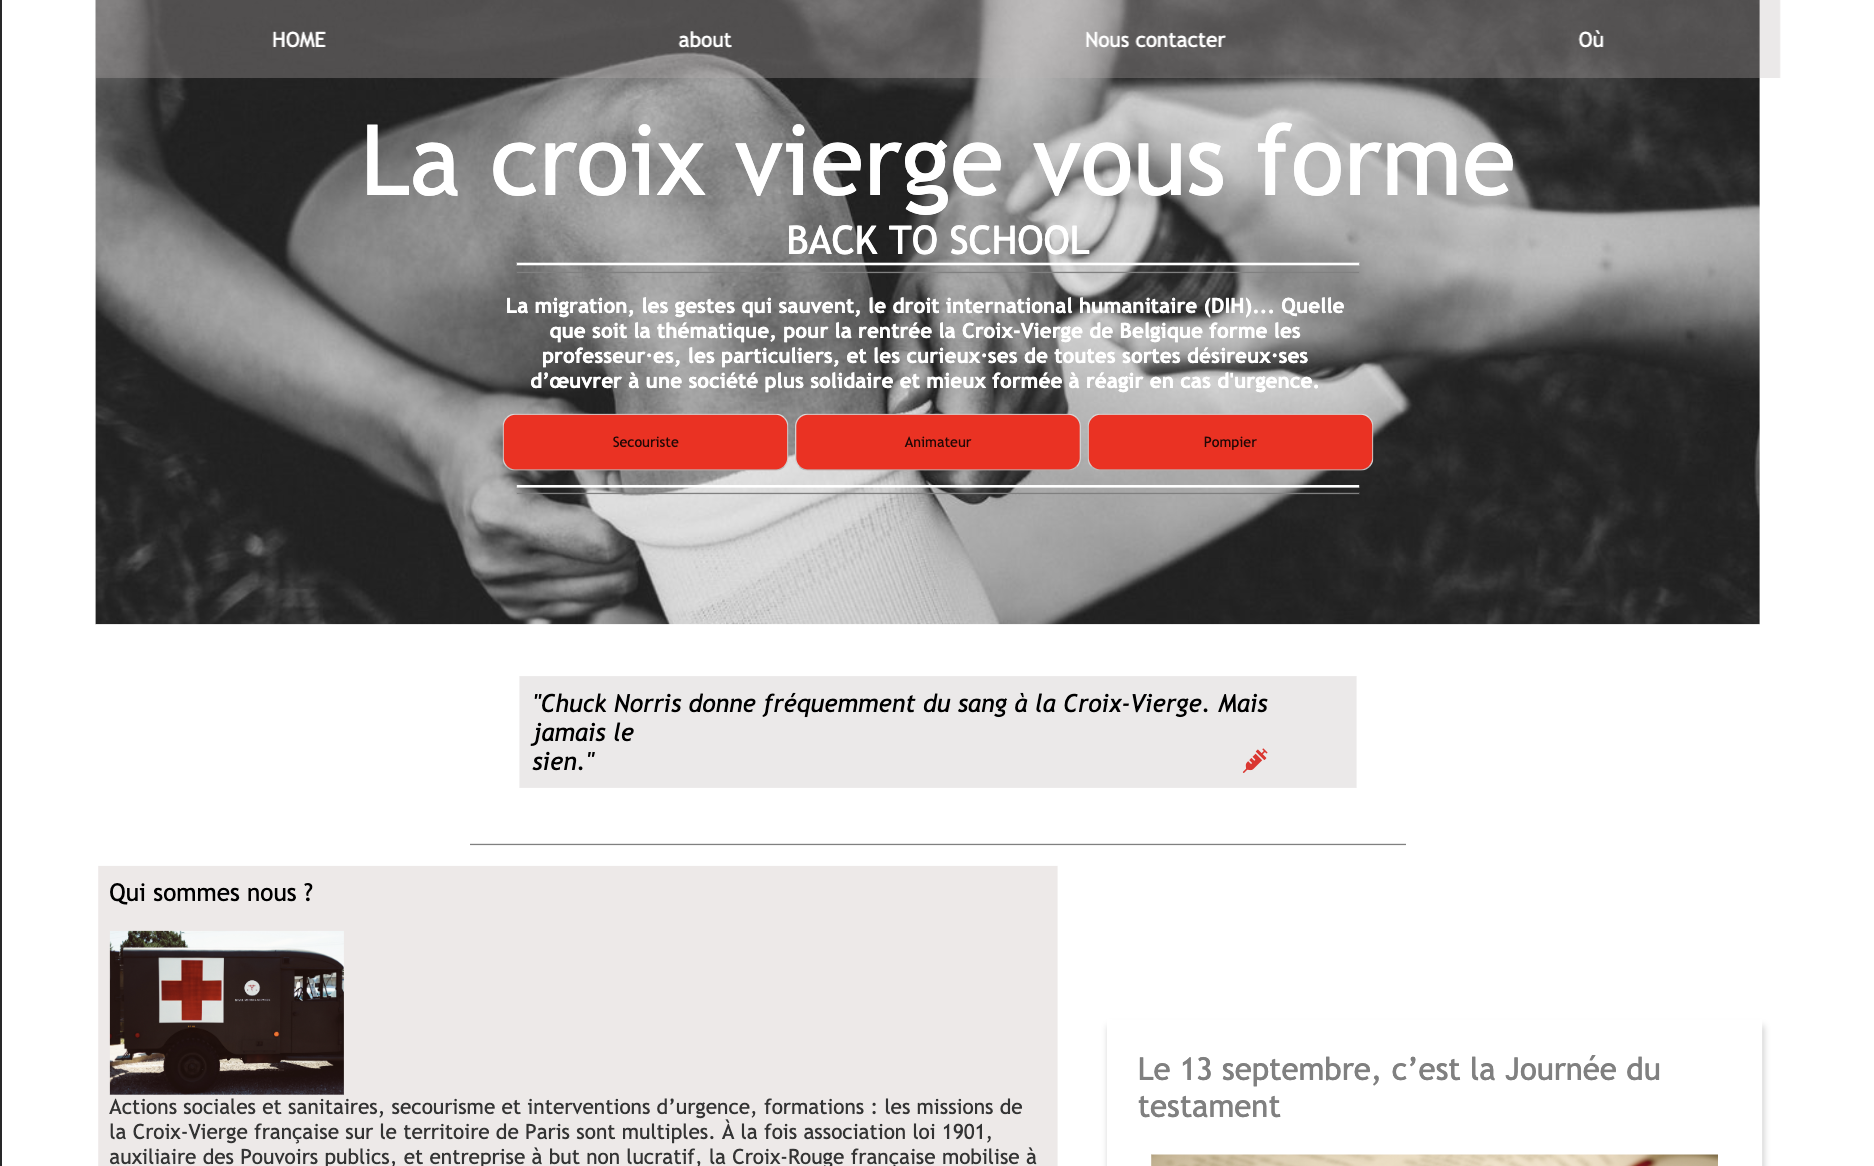 HOME
about
Nous contacter
Où
La croix vierge vous forme
BACK TO SCHOOL
La migration, les gestes qui sauvent, le droit international humanitaire (DIH)... Quelle
que soit la thématique, pour la rentrée la Croix-Vierge de Belgique forme les
professeur·es, les particuliers, et les curieux·ses de toutes sortes désireux·ses
d’œuvrer à une société plus solidaire et mieux formée à réagir en cas d'urgence.
Secouriste
Animateur
Pompier
"Chuck Norris donne fréquemment du sang à la Croix-Vierge. Mais
jamais le
sien."
Qui sommes nous ?
Actions sociales et sanitaires, secourisme et interventions d’urgence, formations : les missions de
la Croix-Vierge française sur le territoire de Paris sont multiples. À la fois association loi 1901,
auxiliaire des Pouvoirs publics, et entreprise à but non lucratif, la Croix-Rouge française mobilise à
Le 13 septembre, c’est la Journée du
testament